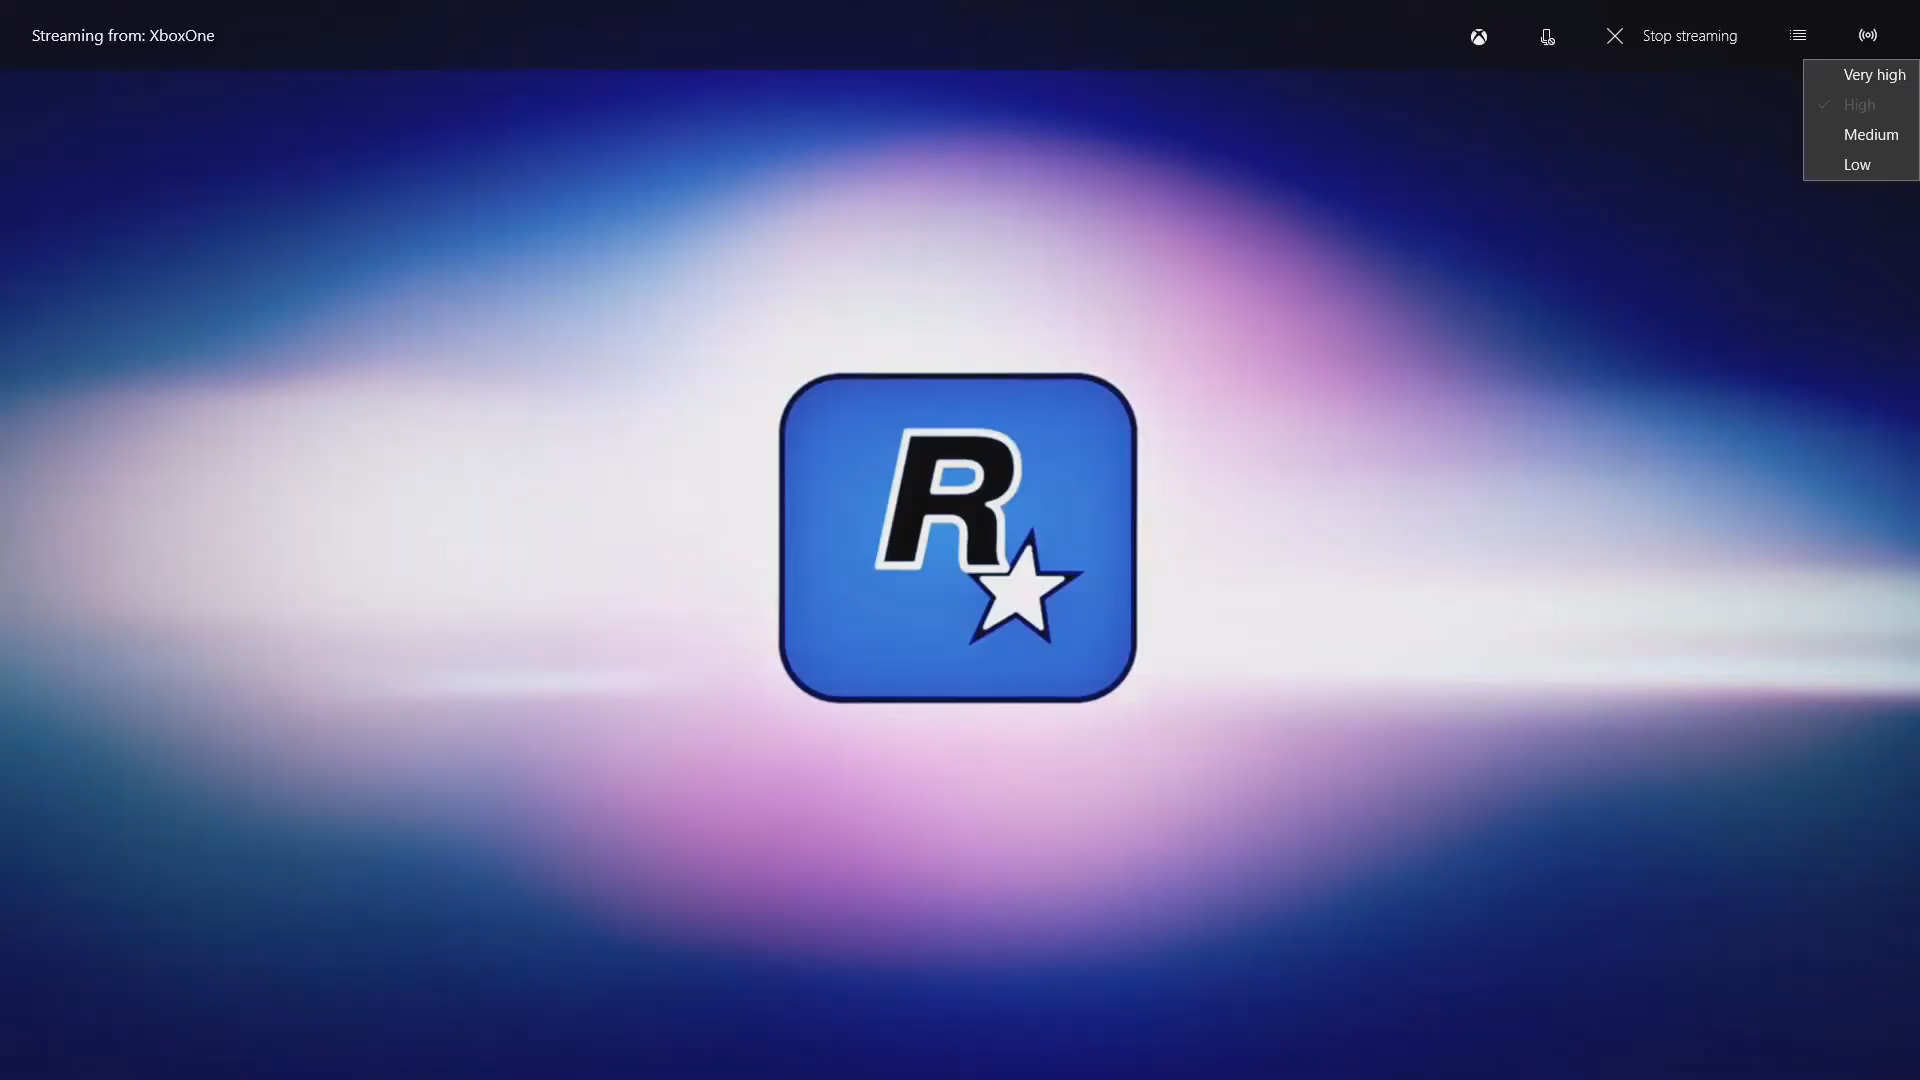 Streaming from: XboxOne
Stop streaming
Very high
High
Medium
Low
R